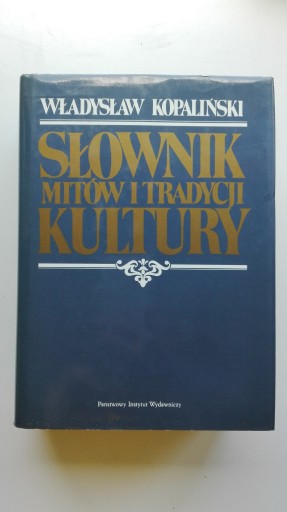 WŁADYSŁAW KOPALIŃSKI
SŁOWNIK
MITÓW I TRADYCJI
KULTURY
Państwowy Instytut Wydawniczy